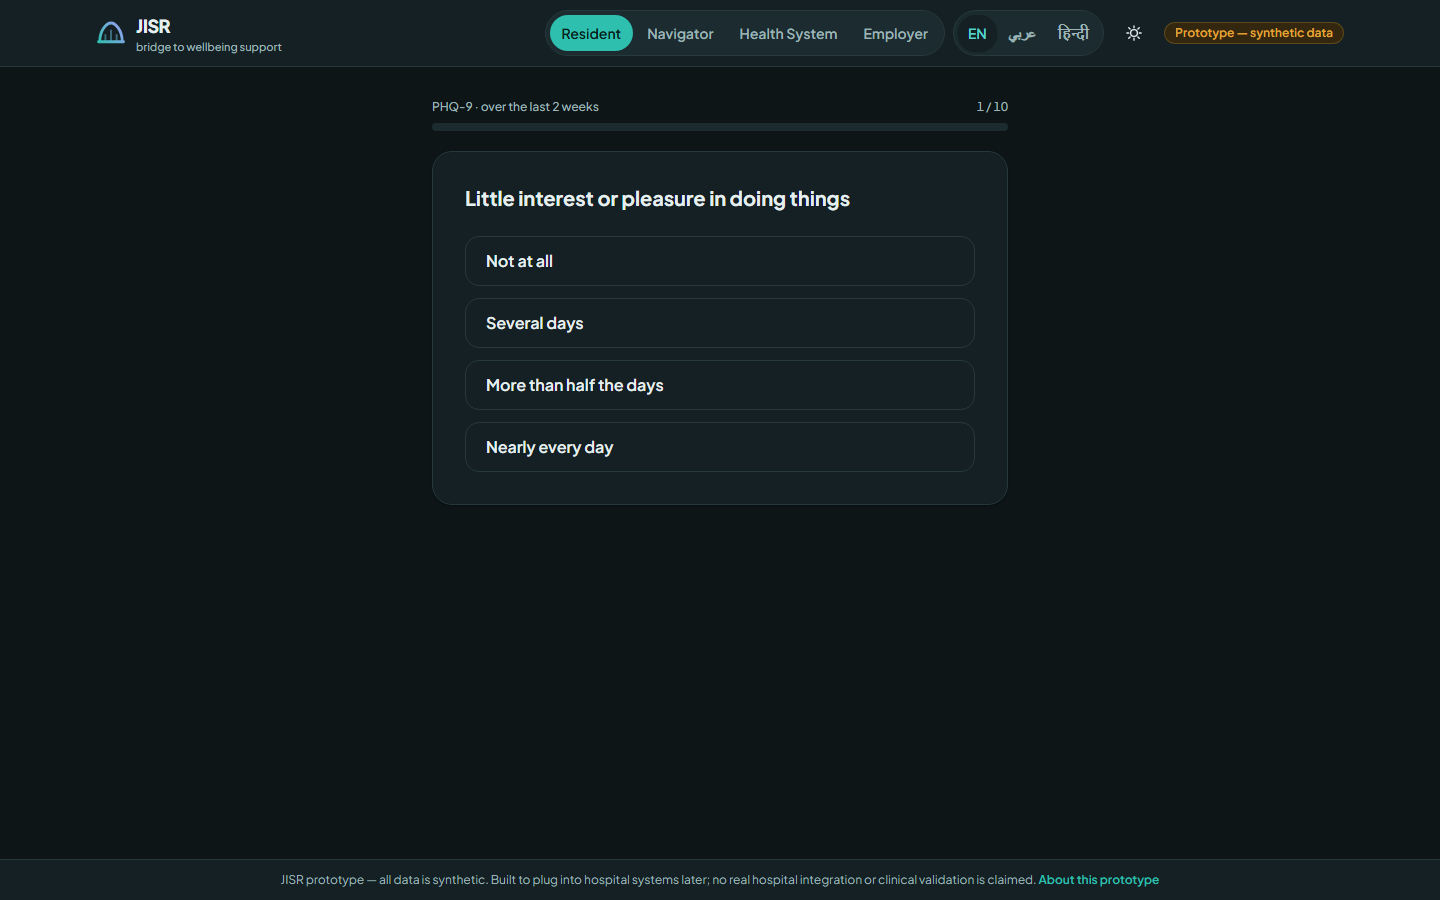 JISR
bridge to wellbeing support
Resident
Navigator
Health System
Employer
EN
عربي
हिन्दी
Prototype — synthetic data
PHQ-9 · over the last 2 weeks
1 / 10
Little interest or pleasure in doing things
Not at all
Several days
More than half the days
Nearly every day
JISR prototype — all data is synthetic. Built to plug into hospital systems later; no real hospital integration or clinical validation is claimed. About this prototype